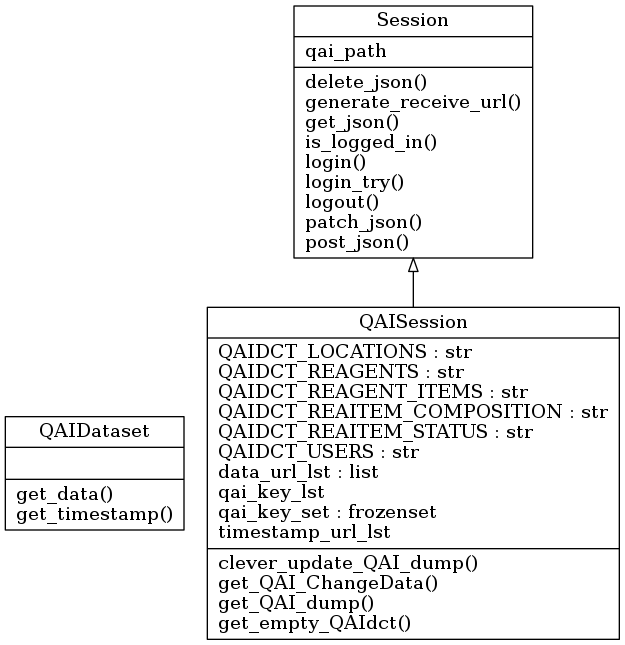 Session
qai_path
delete_json()
generate_receive_url()
get_json()
is_logged_in()
login()
login_try()
logout()
patch_json()
post_json()
QAISession
QAIDCT_LOCATIONS : str
QAIDCT_REAGENTS : str
QAIDCT_REAGENT_ITEMS : str
QAIDCT_REAITEM_COMPOSITION : str
QAIDCT_REAITEM_STATUS : str
QAIDCT_USERS : str
data_url_lst : list
qai_key_lst
qai_key_set : frozenset
timestamp_url_lst
clever_update_QAI_dump()
get_QAI_ChangeData()
get_QAI_dump()
get_empty_QAIdct()
QAIDataset
get_data()
get_timestamp()